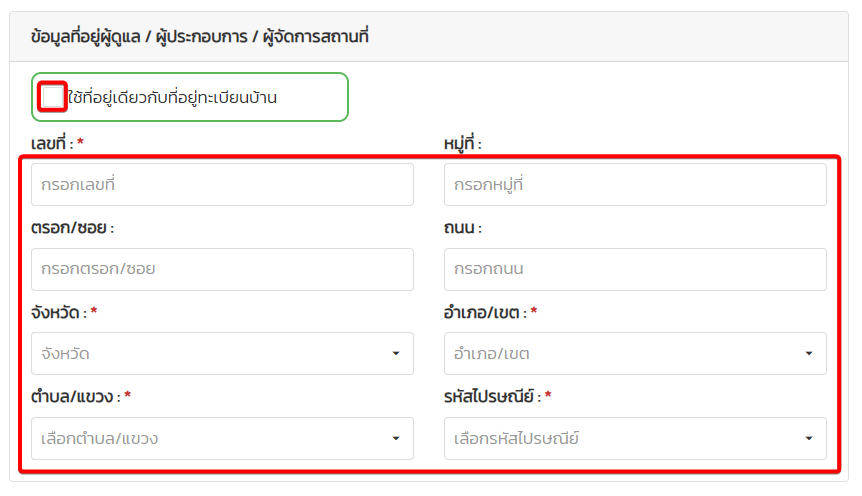 ข้อมูลที่อยู่ผู้ดูแล / ผู้ประกอบการ / ผู้จัดการสถานที่
ใช้ที่อยู่เดียวกับที่อยู่ทะเบียนบ้าน
เลขที่ : * หมู่ที่ :
กรอกเลขที่ กรอกหมู่ที่
ตรอก/ซอย : ถนน :
กรอกตรอก/ซอย กรอกถนน
จังหวัด : * อำเภอ/เขต : *
จังหวัด อำเภอ/เขต
ตำบล/แขวง : * รหัสไปรษณีย์ : *
เลือกตำบล/แขวง เลือกรหัสไปรษณีย์